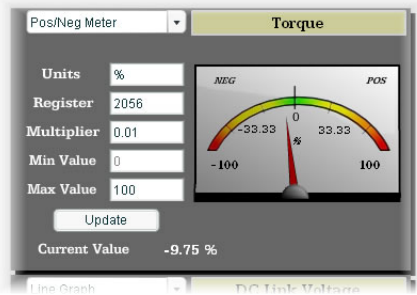 Pos/Neg Meter Torque
Units %
Register 2056
Multiplier 0.01
Min Value 0
Max Value 100
Update
Current Value -9.75 %
NEG POS
0
-33.33 33.33
%
-100 100
Line Graph DC Link Voltage